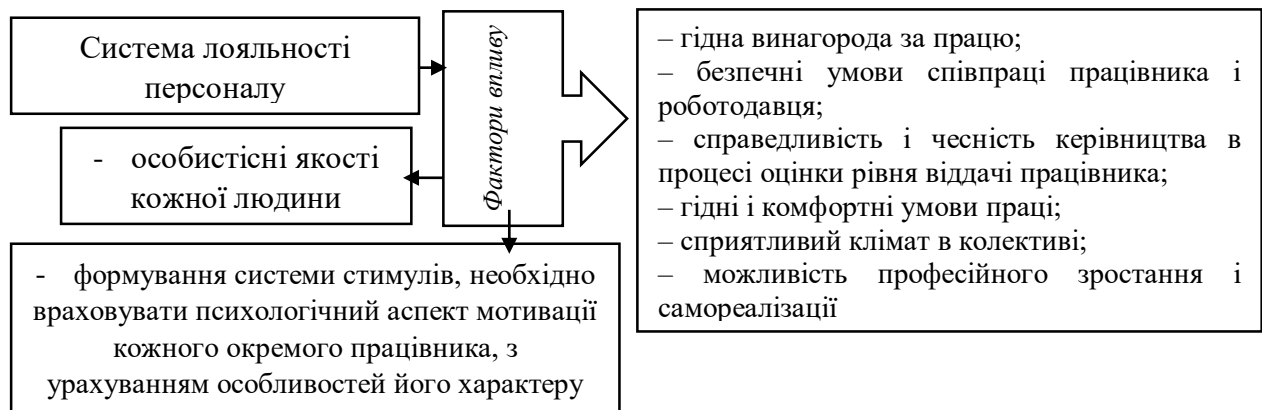 Система лояльності
персоналу
Фактори впливу
- особистісні якості
кожної людини
- формування системи стимулів, необхідно
враховувати психологічний аспект мотивації
кожного окремого працівника, з
урахуванням особливостей його характеру
– гідна винагорода за працю;
– безпечні умови співпраці працівника і
роботодавця;
– справедливість і чесність керівництва в
процесі оцінки рівня віддачі працівника;
– гідні і комфортні умови праці;
– сприятливий клімат в колективі;
– можливість професійного зростання і
самореалізації